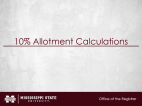 10% Allotment Calculations
MISSISSIPPI STATE
UNIVERSITY
Office of the Registrar